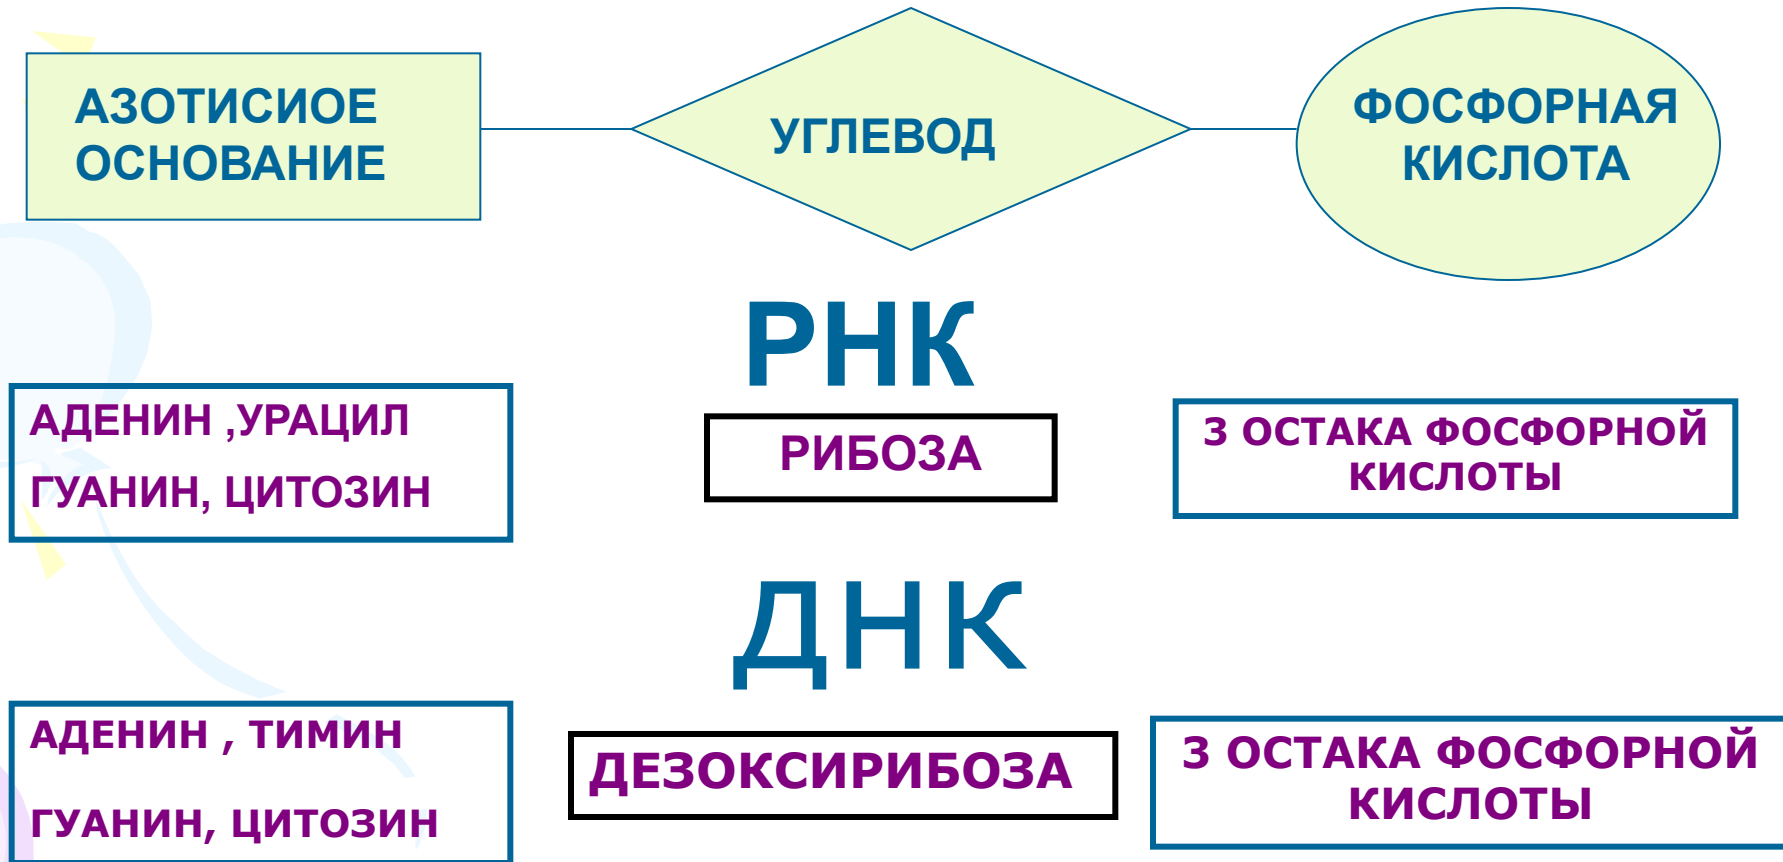 АЗОТИСИОЕ
ОСНОВАНИЕ
УГЛЕВОД
ФОСФОРНАЯ
КИСЛОТА
РНК
АДЕНИН ,УРАЦИЛ
ГУАНИН, ЦИТОЗИН
РИБОЗА
3 ОСТАКА ФОСФОРНОЙ
КИСЛОТЫ
ДНК
АДЕНИН , ТИМИН
ГУАНИН, ЦИТОЗИН
ДЕЗОКСИРИБОЗА
3 ОСТАКА ФОСФОРНОЙ
КИСЛОТЫ